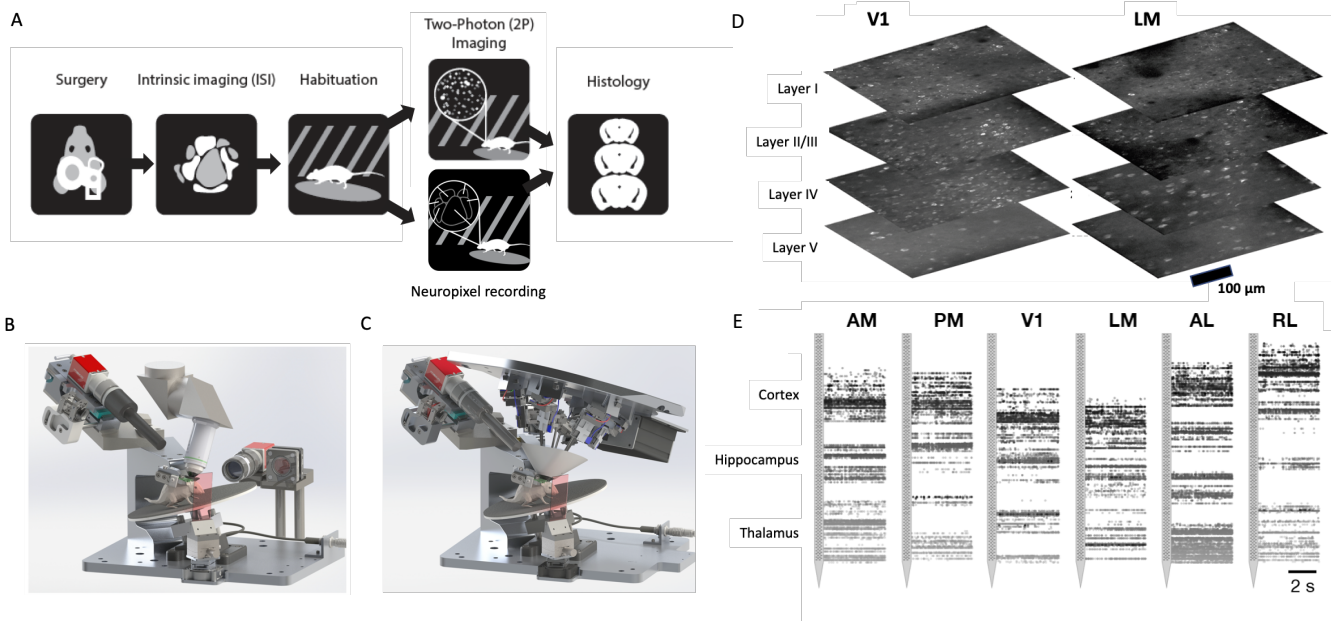 A
Surgery
Intrinsic imaging (ISI)
Habituation
Two-Photon (2P)
Imaging
Histology
Neuropixel recording
B
C
D
V1
LM
Layer I
Layer II/III
Layer IV
Layer V
100 µm
E
AM
PM
V1
LM
AL
RL
Cortex
Hippocampus
Thalamus
2 s